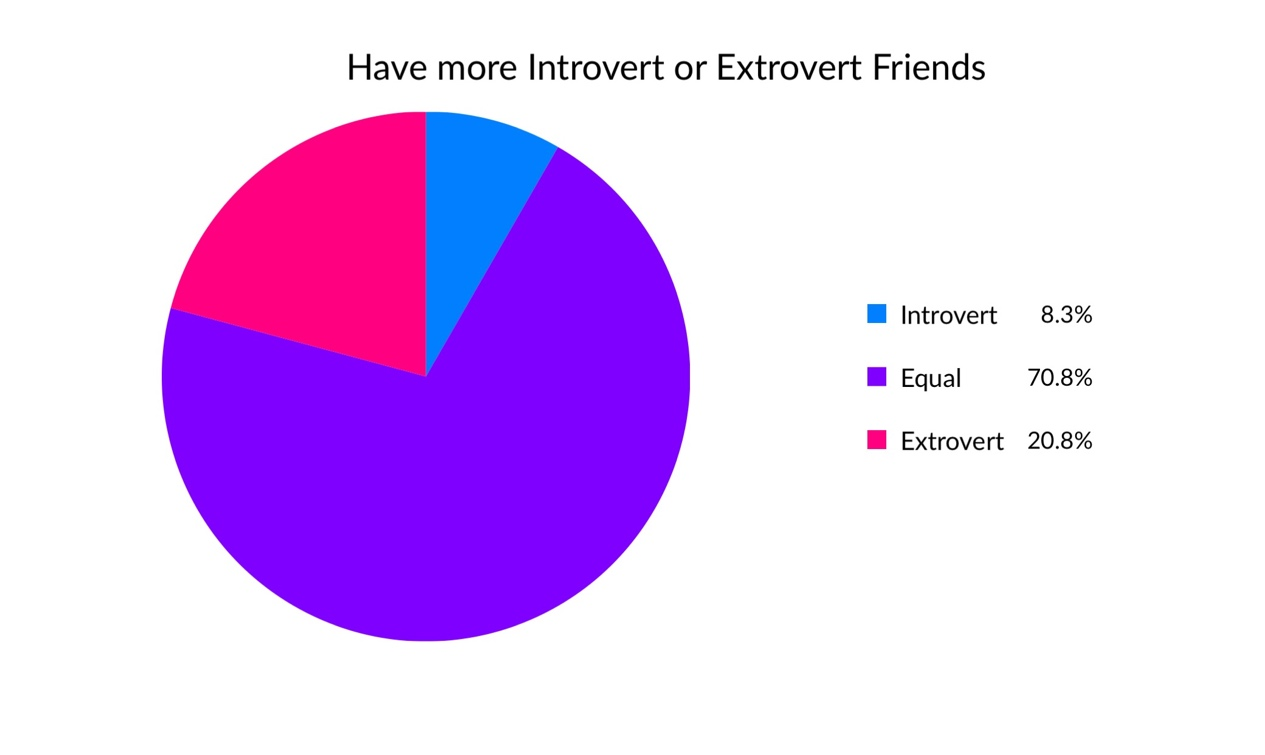 Have more Introvert or Extrovert Friends
Introvert 8.3%
Equal 70.8%
Extrovert 20.8%